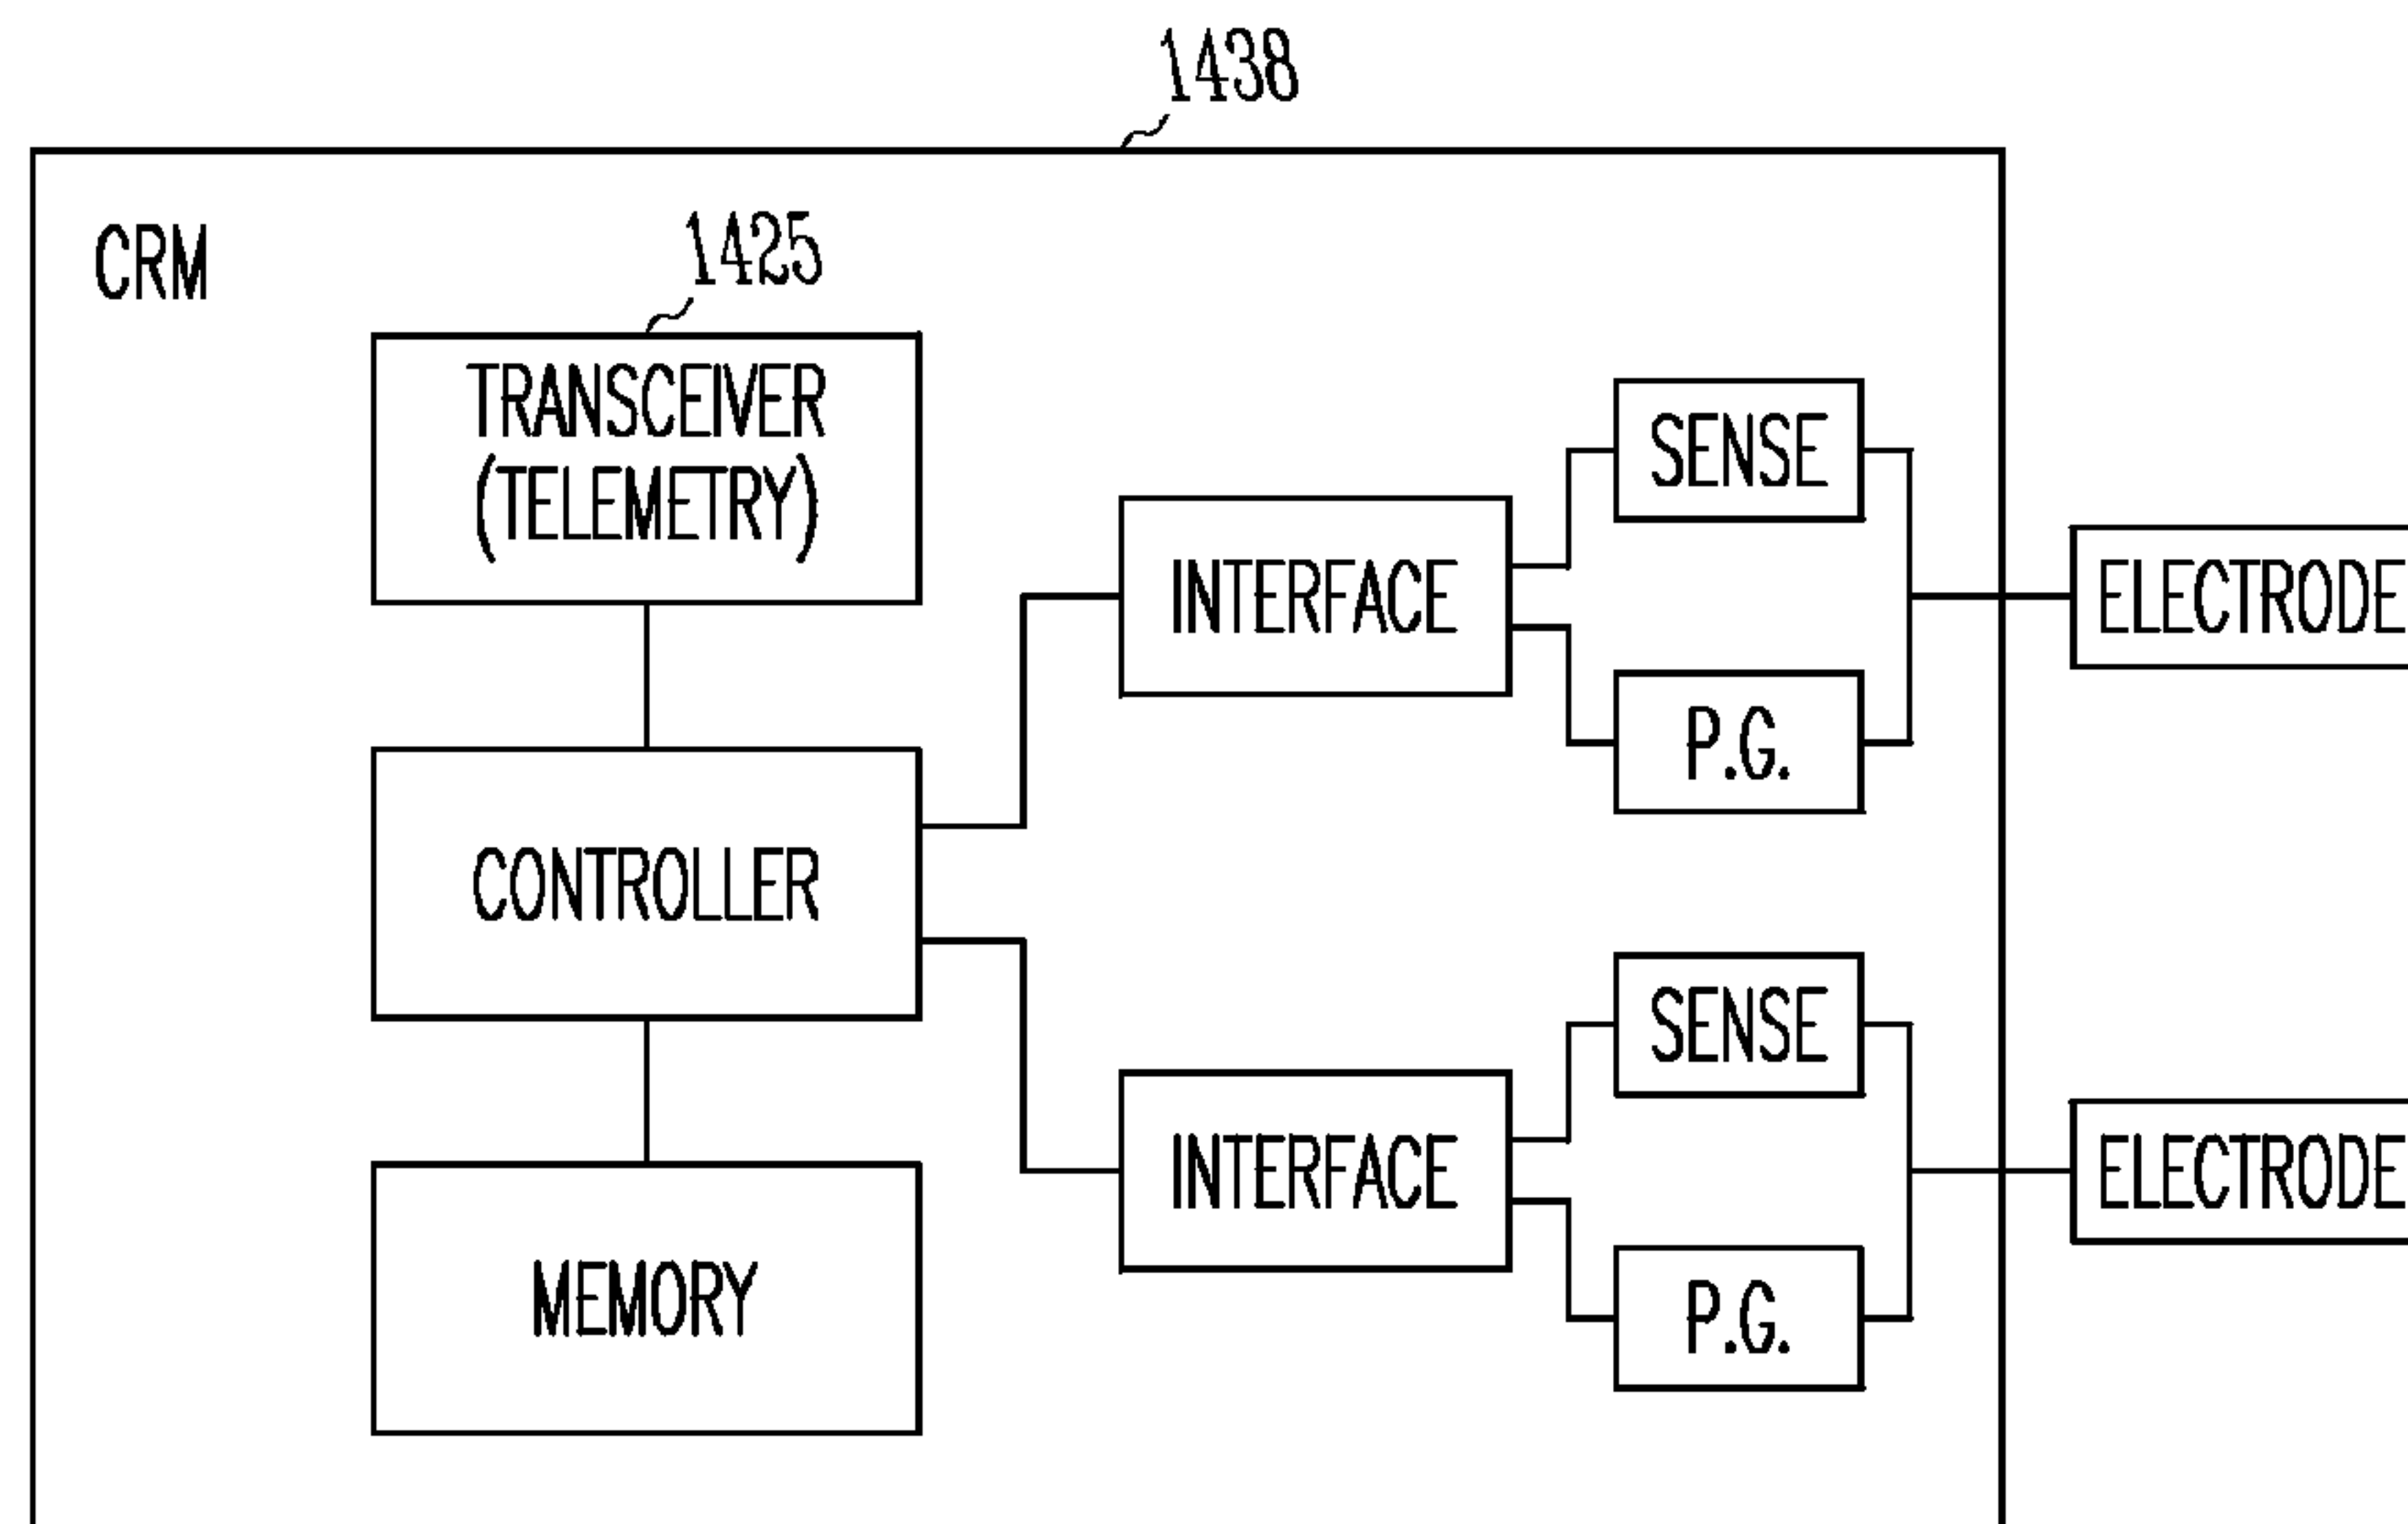 1438
CRM
1425
TRANSCEIVER
(TELEMETRY)
SENSE
INTERFACE
ELECTRODE
P.G.
CONTROLLER
SENSE
INTERFACE
ELECTRODE
P.G.
MEMORY